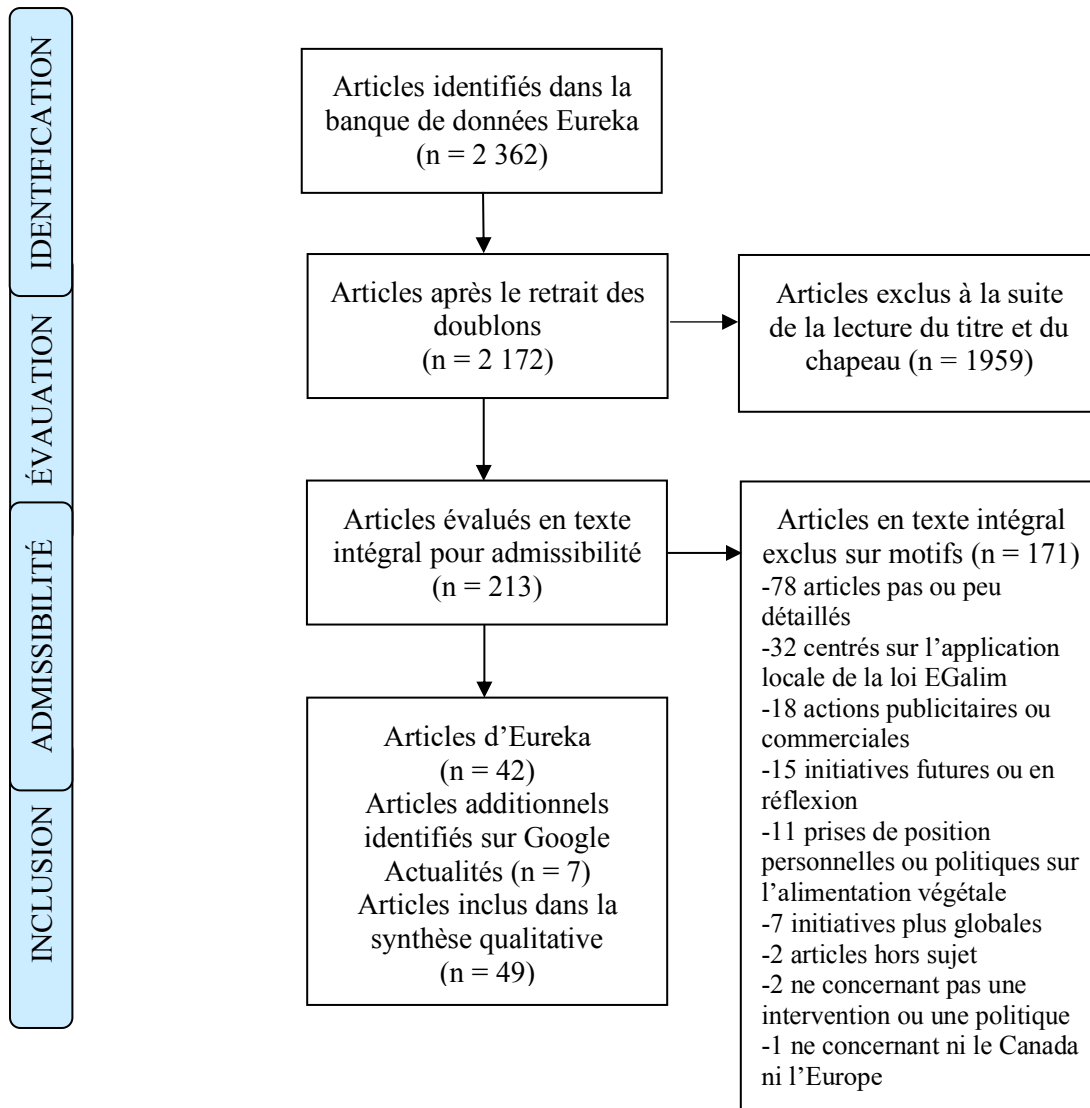 IDENTIFICATION
Articles identifiés dans la
banque de données Eureka
(n = 2 362)
ÉVALUATION
Articles après le retrait des
doublons
(n = 2 172)
Articles exclus à la suite
de la lecture du titre et du
chapeau (n = 1959)
ADMISSIBILITÉ
Articles évalués en texte
intégral pour admissibilité
(n = 213)
Articles en texte intégral
exclus sur motifs (n = 171)
-78 articles pas ou peu
détaillés
-32 centrés sur l’application
locale de la loi EGalim
-18 actions publicitaires ou
commerciales
-15 initiatives futures ou en
réflexion
-11 prises de position
personnelles ou politiques sur
l’alimentation végétale
-7 initiatives plus globales
-2 articles hors sujet
-2 ne concernant pas une
intervention ou une politique
-1 ne concernant ni le Canada
ni l’Europe
INCLUSION
Articles d’Eureka
(n = 42)
Articles additionnels
identifiés sur Google
Actualités (n = 7)
Articles inclus dans la
synthèse qualitative
(n = 49)